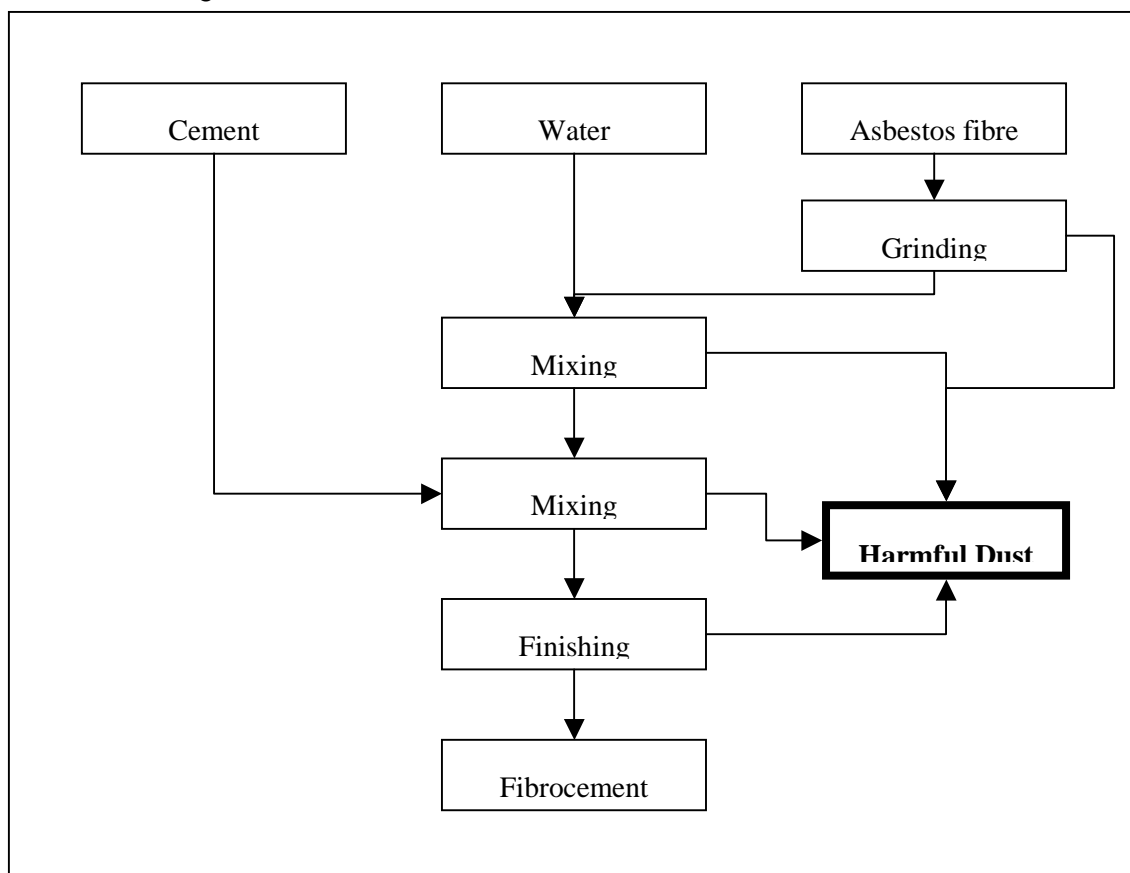 Cement
Water
Asbestos fibre
Grinding
Mixing
Mixing
Harmful Dust
Finishing
Fibrocement